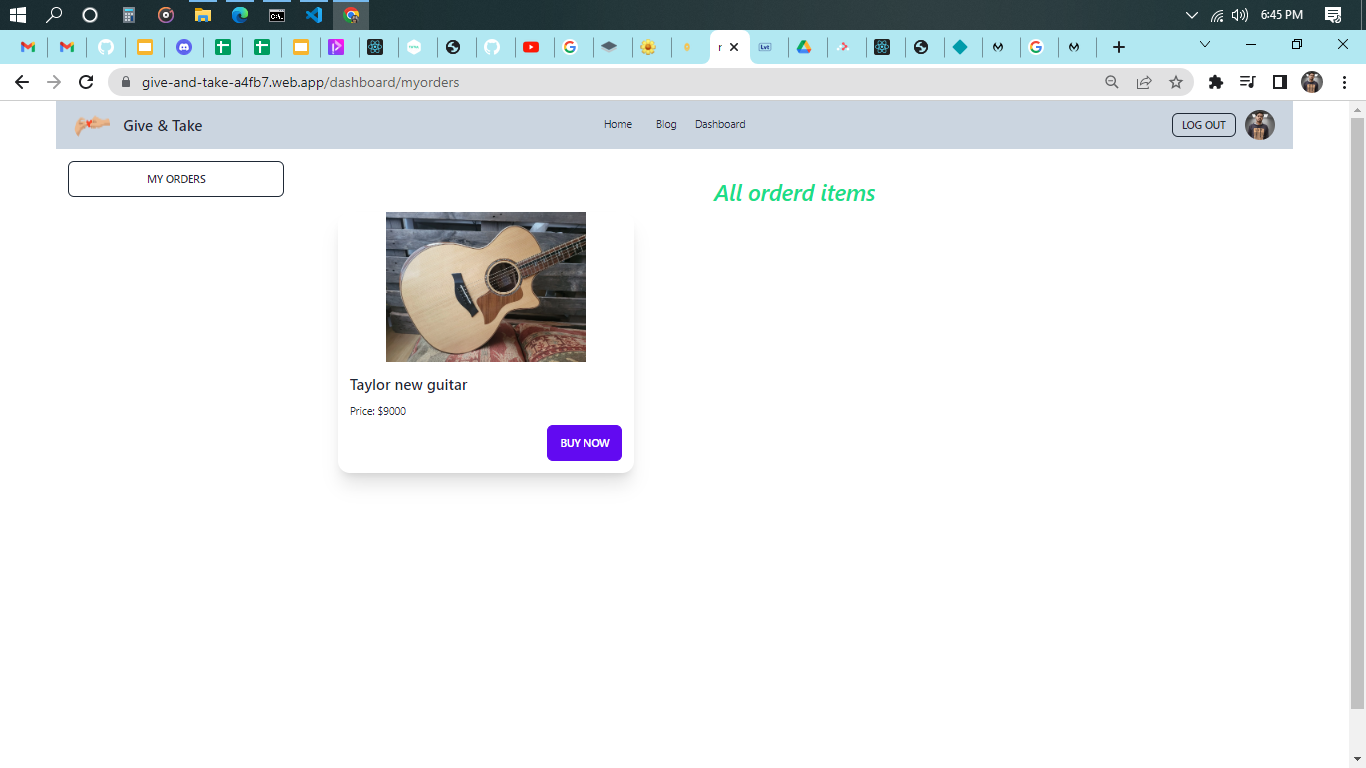 6:45 PM
r
Lvt
give-and-take-a4fb7.web.app/dashboard/myorders
Give & Take
Home
Blog
Dashboard
LOG OUT
MY ORDERS
All orderd items
Taylor new guitar
Price: $9000
BUY NOW